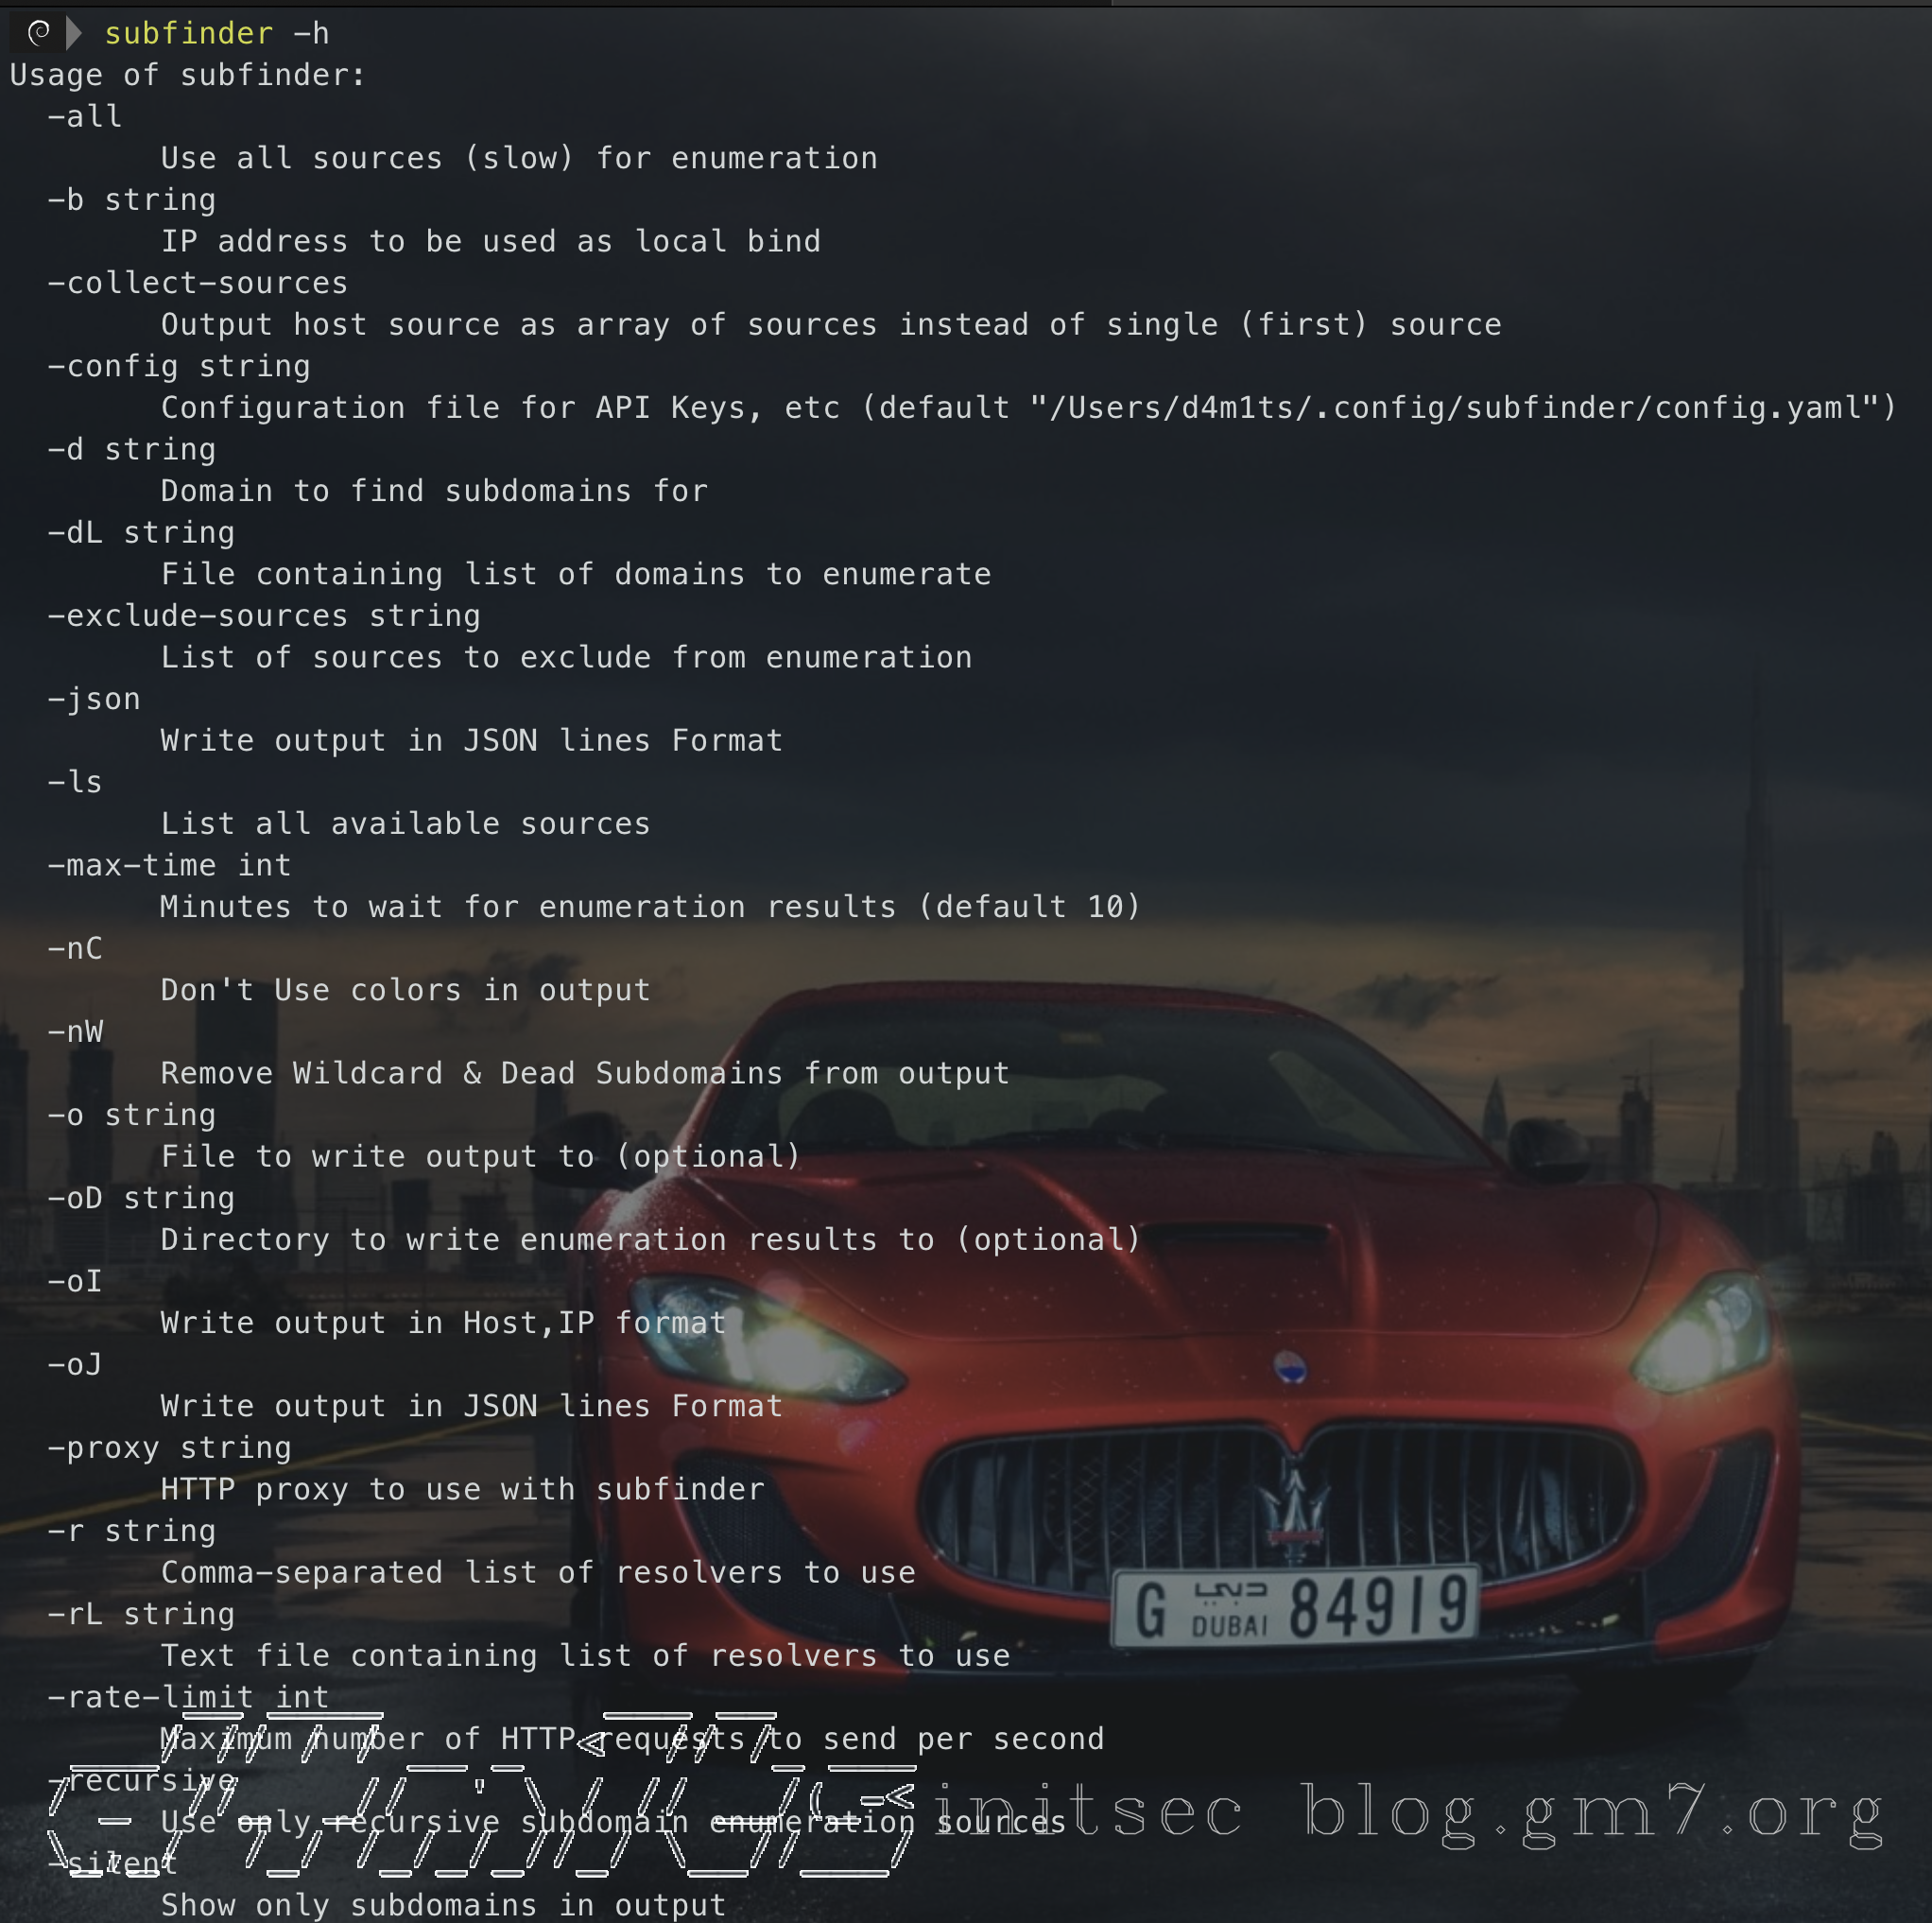 subfinder -h
Usage of subfinder:
  -all
        Use all sources (slow) for enumeration
  -b string
        IP address to be used as local bind
  -collect-sources
        Output host source as array of sources instead of single (first) source
  -config string
        Configuration file for API Keys, etc (default "/Users/d4m1ts/.config/subfinder/config.yaml")
  -d string
        Domain to find subdomains for
  -dL string
        File containing list of domains to enumerate
  -exclude-sources string
        List of sources to exclude from enumeration
  -json
        Write output in JSON lines Format
  -ls
        List all available sources
  -max-time int
        Minutes to wait for enumeration results (default 10)
  -nC
        Don't Use colors in output
  -nW
        Remove Wildcard & Dead Subdomains from output
  -o string
        File to write output to (optional)
  -oD string
        Directory to write enumeration results to (optional)
  -oI
        Write output in Host,IP format
  -oJ
        Write output in JSON lines Format
  -proxy string
        HTTP proxy to use with subfinder
  -r string
        Comma-separated list of resolvers to use
  -rL string
        Text file containing list of resolvers to use
  -rate-limit int
        Maximum number of HTTP requests to send per second
  -recursive
        Use only recursive subdomain enumeration sources
  -silent
        Show only subdomains in output
G DUBAI 84919
initsec blog.gm7.org